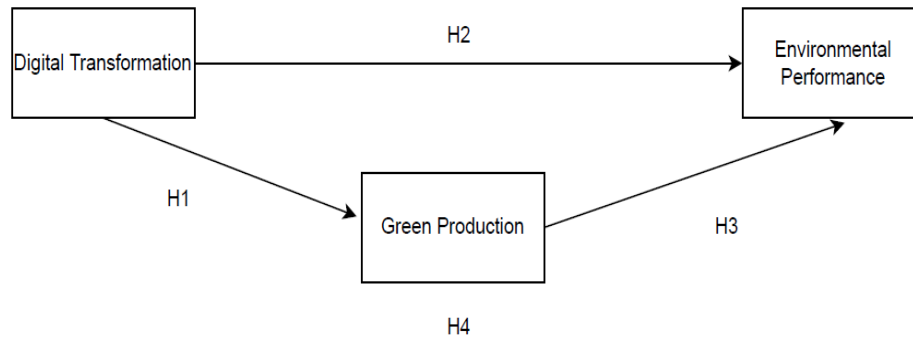 H2
Digital Transformation
Environmental
Performance
H1
Green Production
H3
H4